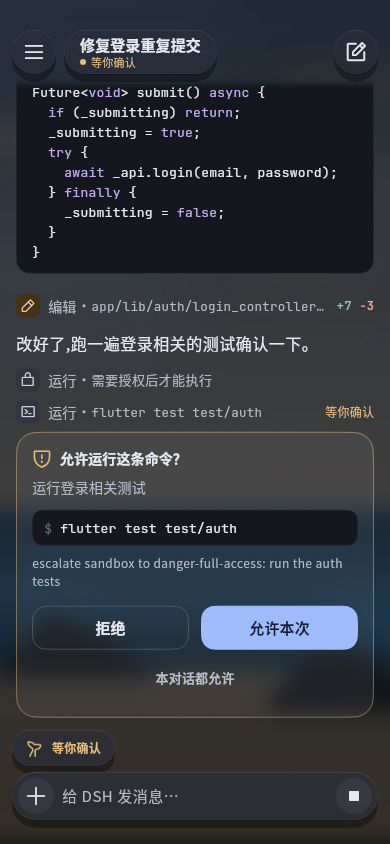 修复登录重复提交
等你确认
Future<void> submit() async {
  if (_submitting) return;
  _submitting = true;
  try {
    await _api.login(email, password);
  } finally {
    _submitting = false;
  }
}
编辑 · app/lib/auth/login_controller… +7 -3
改好了,跑一遍登录相关的测试确认一下。
运行 · 需要授权后才能执行
运行 · flutter test test/auth 等你确认
允许运行这条命令?
运行登录相关测试
$ flutter test test/auth
escalate sandbox to danger-full-access: run the auth
tests
拒绝 允许本次
本对话都允许
等你确认
给 DSH 发消息…